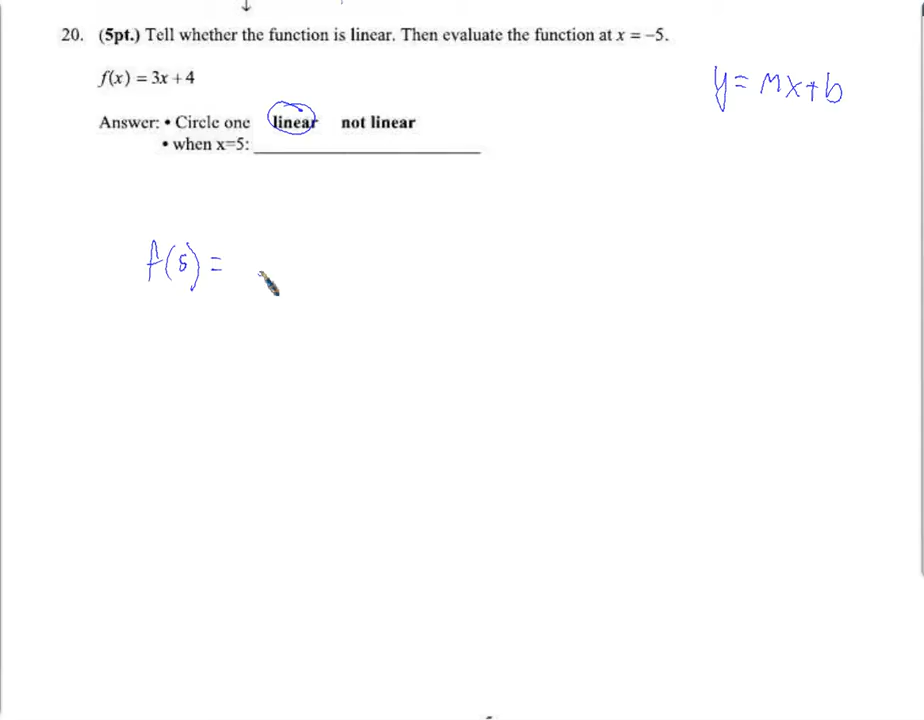 20. (5pt.) Tell whether the function is linear. Then evaluate the function at x = −5.
y = mx+b
f(x) = 3x + 4
Answer: • Circle one linear not linear
• when x=5: ____________________
f(5) =